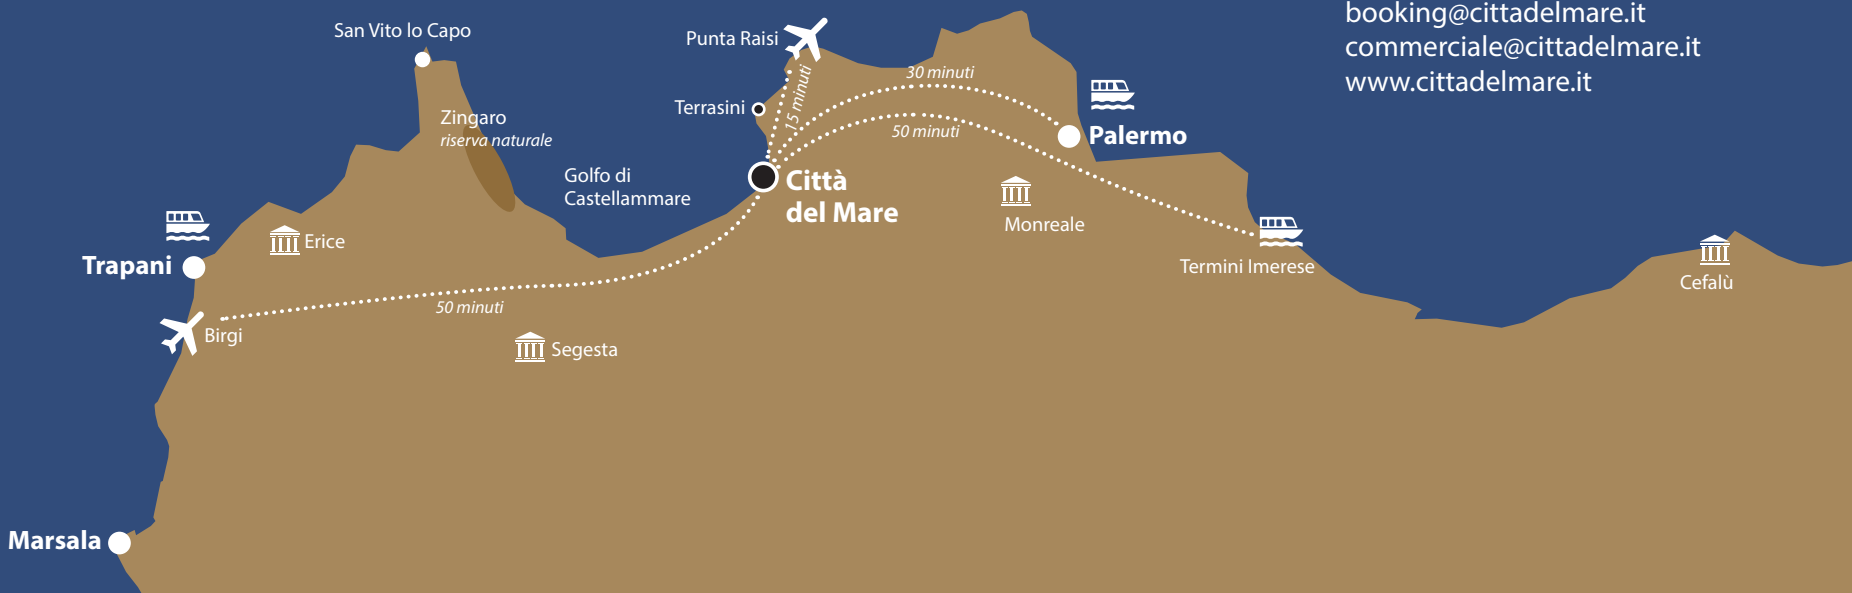 booking@cittadelmare.it
commerciale@cittadelmare.it
www.cittadelmare.it
San Vito lo Capo
Punta Raisi
30 minuti
15 minuti
Terrasini
Zingaro
riserva naturale
50 minuti
Palermo
Golfo di
Castellammare
Città
del Mare
Monreale
Erice
Trapani
Termini Imerese
Cefalù
50 minuti
Birgi
Segesta
Marsala